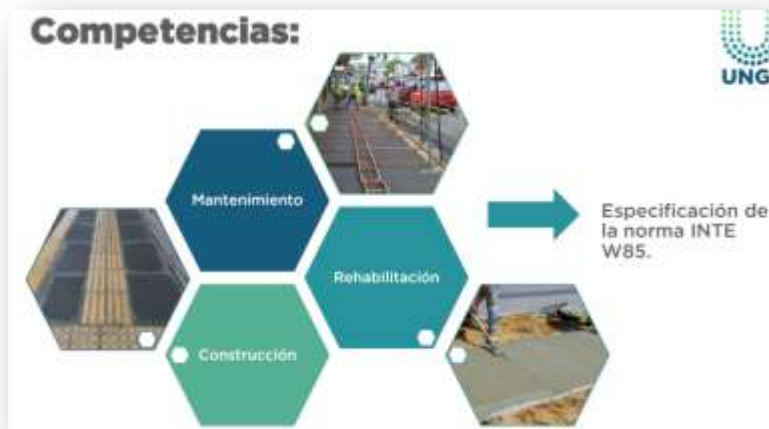 Competencias:
UNG
Mantenimiento
Rehabilitación
Construcción
Especificación de
la norma INTE
W85.